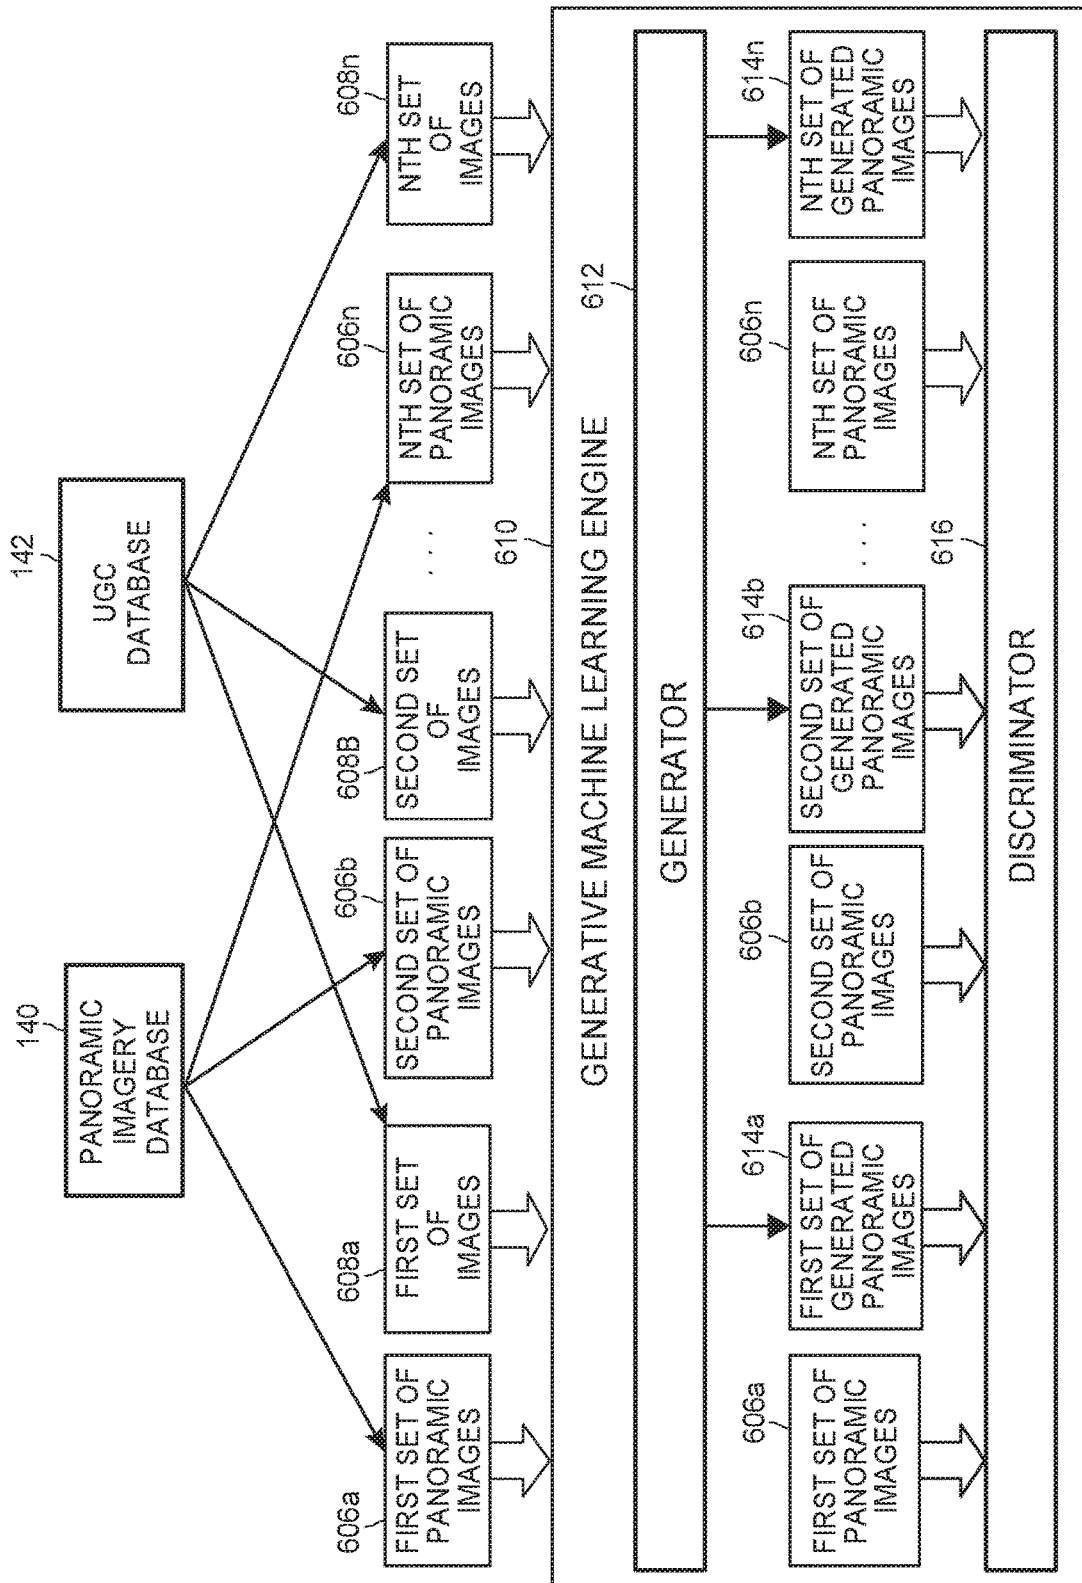 140
PANORAMIC
IMAGERY
DATABASE
142
UGC
DATABASE
606a
FIRST SET OF
PANORAMIC
IMAGES
608a
FIRST SET
OF
IMAGES
606b
SECOND SET OF
PANORAMIC
IMAGES
608B
SECOND SET
OF
IMAGES
. . .
606n
NTH SET OF
PANORAMIC
IMAGES
608n
NTH SET
OF
IMAGES
610
GENERATIVE MACHINE LEARNING ENGINE
612
GENERATOR
606a
FIRST SET OF
PANORAMIC
IMAGES
614a
FIRST SET OF
GENERATED
PANORAMIC
IMAGES
606b
SECOND SET OF
PANORAMIC
IMAGES
614b
SECOND SET OF
GENERATED
PANORAMIC
IMAGES
. . .
606n
NTH SET OF
PANORAMIC
IMAGES
614n
NTH SET OF
GENERATED
PANORAMIC
IMAGES
616
DISCRIMINATOR